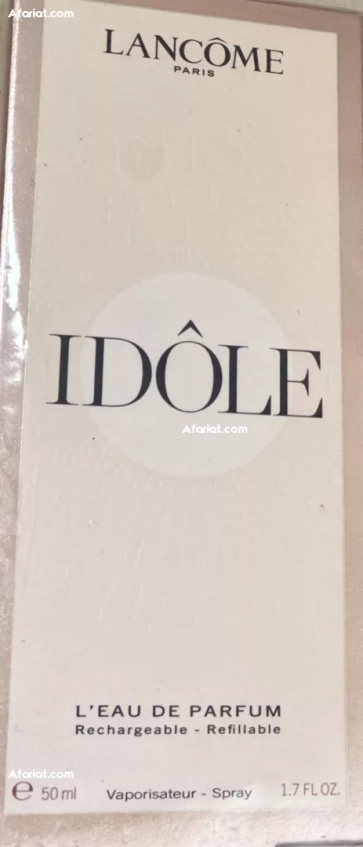 Afariat.com
LANCÔME
PARIS
IDÔLE
Afariat.com
L'EAU DE PARFUM
Rechargeable - Refillable
Afariat.com
℮ 50 ml Vaporisateur - Spray 1.7 FL OZ.